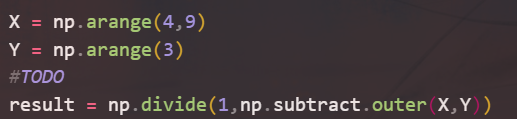 X = np.arange(4,9)
Y = np.arange(3)
#TODO
result = np.divide(1,np.subtract.outer(X,Y))